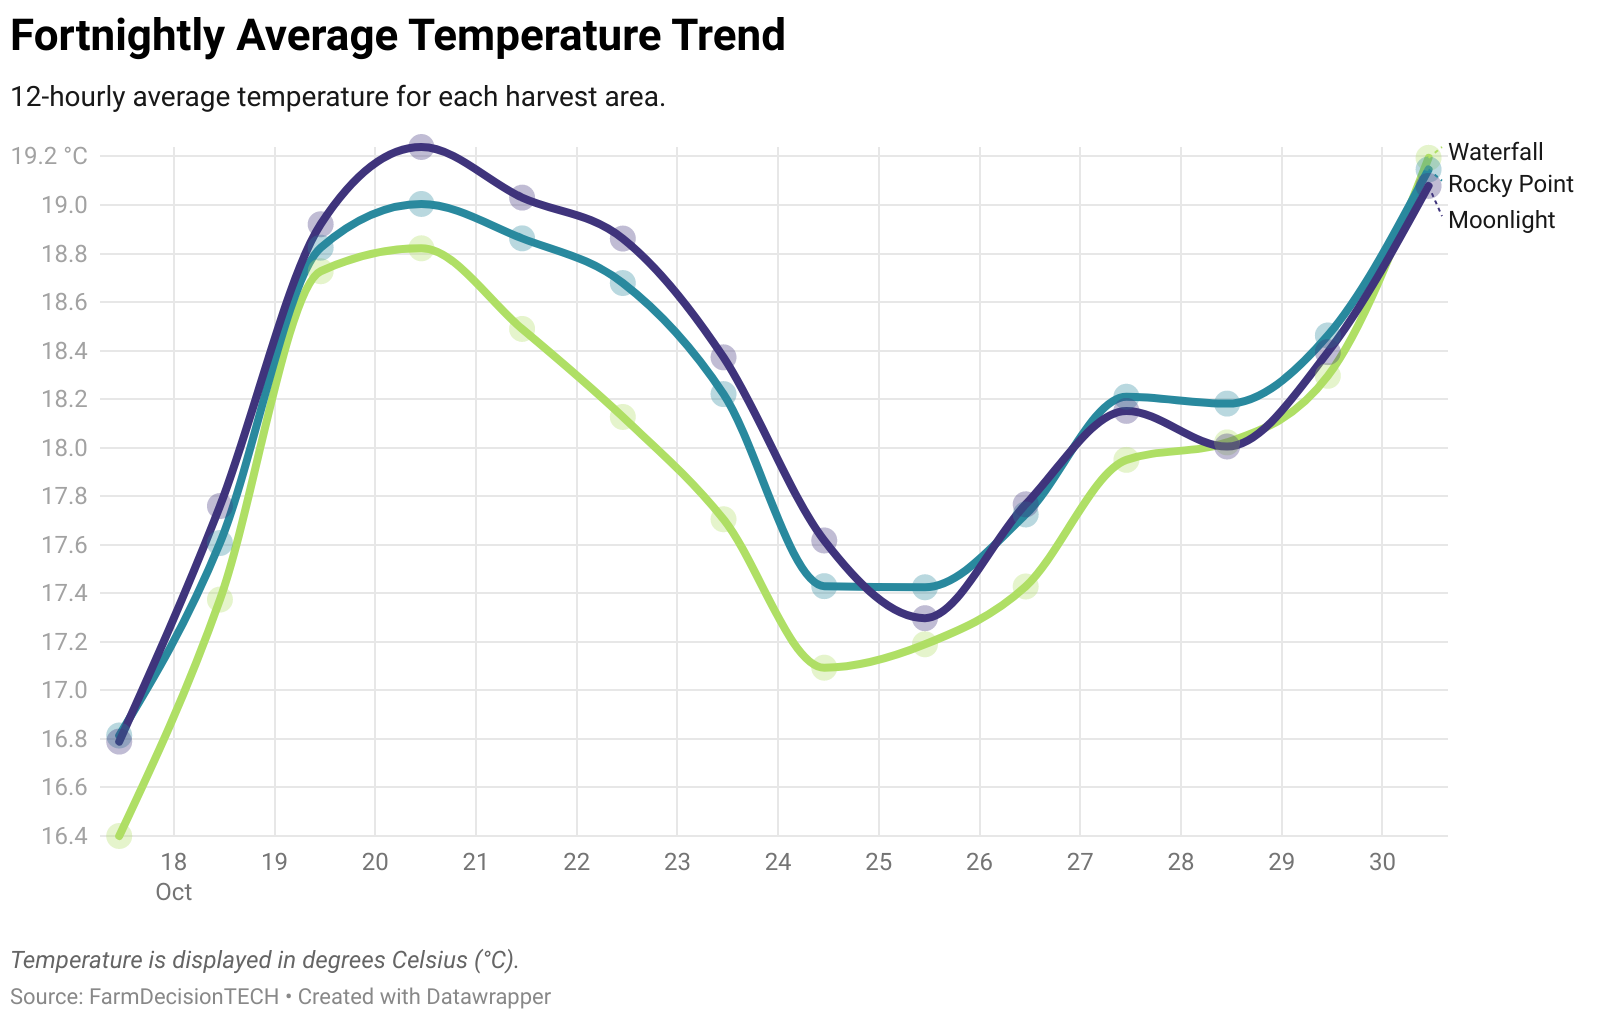 Fortnightly Average Temperature Trend
12-hourly average temperature for each harvest area.
19.2 °C
19.0
18.8
18.6
18.4
18.2
18.0
17.8
17.6
17.4
17.2
17.0
16.8
16.6
16.4
Waterfall
Rocky Point
Moonlight
18 19 20 21 22 23 24 25 26 27 28 29 30
Oct
Temperature is displayed in degrees Celsius (°C).
Source: FarmDecisionTECH • Created with Datawrapper